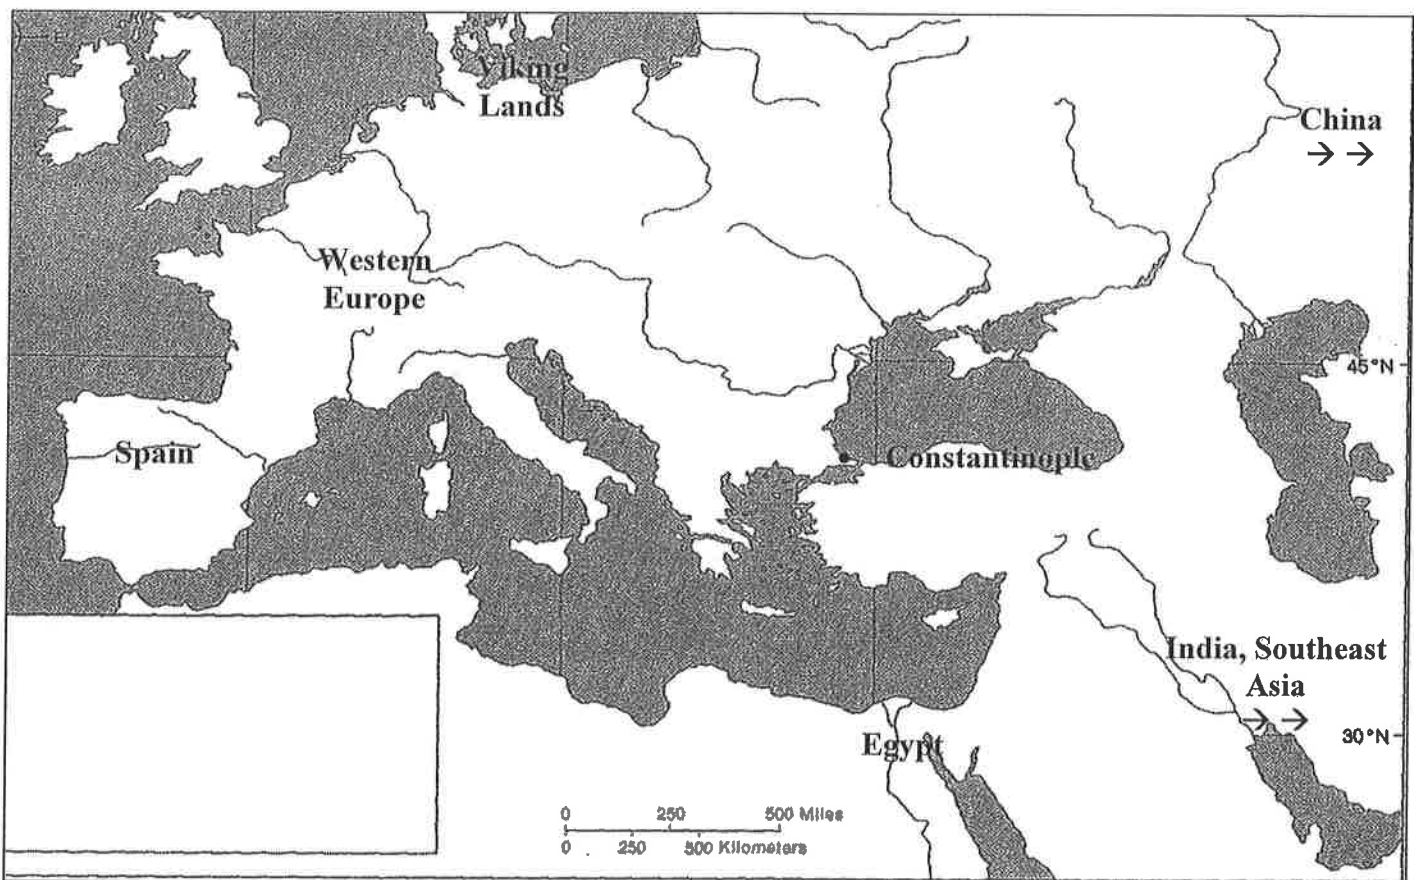 Viking
Lands
China
→ →
Western
Europe
45°N
Spain
Constantinople
India, Southeast
Asia
→ →
30°N
Egypt
0 250 500 Miles
0 250 500 Kilometers